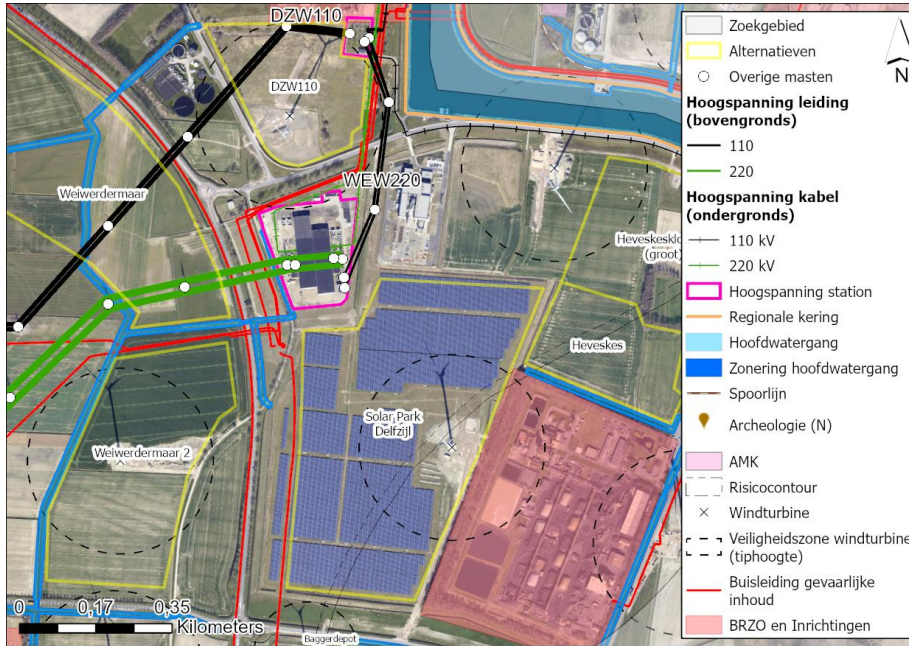 DZW110
DZW110
WEW220
Weiwerdermaar
Heveskesklo
(groot)
Heveskes
Solar Park
Delfzijl
Weiwerdermaar 2
Baggerdepot
0 0,17 0,35
Kilometers
Zoekgebied
Alternatieven
Overige masten
Hoogspanning leiding
(bovengronds)
110
220
Hoogspanning kabel
(ondergronds)
110 kV
220 kV
Hoogspanning station
Regionale kering
Hoofdwatergang
Zonering hoofdwatergang
Spoorlijn
Archeologie (N)
AMK
Risicocontour
Windturbine
Veiligheidszone windturbine
(tiphoogte)
Buisleiding gevaarlijke
inhoud
BRZO en Inrichtingen
N